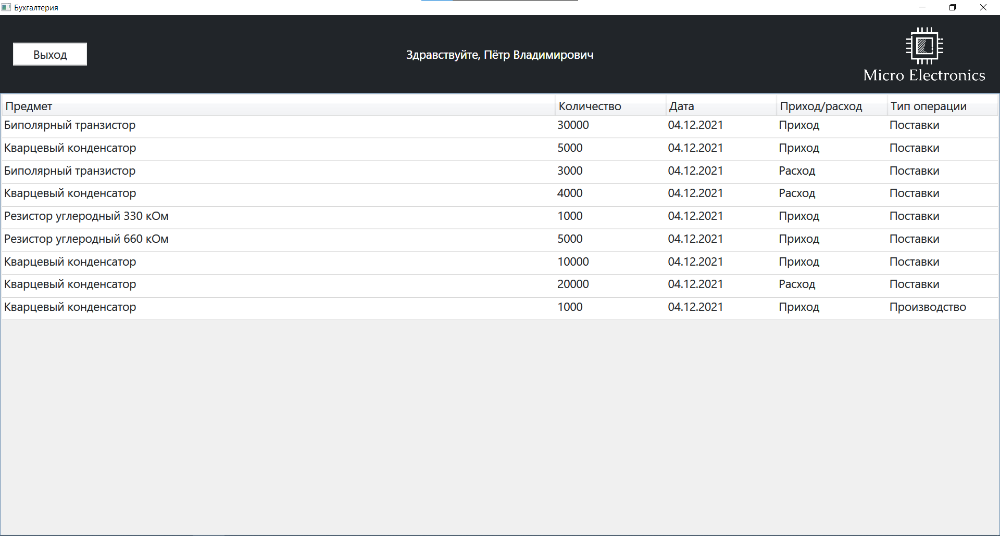 Бухгалтерия
Выход
Здравствуйте, Пётр Владимирович
Micro Electronics
Предмет Количество Дата Приход/расход Тип операции
Биполярный транзистор 30000 04.12.2021 Приход Поставки
Кварцевый конденсатор 5000 04.12.2021 Приход Поставки
Биполярный транзистор 3000 04.12.2021 Расход Поставки
Кварцевый конденсатор 4000 04.12.2021 Расход Поставки
Резистор углеродный 330 кОм 1000 04.12.2021 Приход Поставки
Резистор углеродный 660 кОм 5000 04.12.2021 Приход Поставки
Кварцевый конденсатор 10000 04.12.2021 Приход Поставки
Кварцевый конденсатор 20000 04.12.2021 Расход Поставки
Кварцевый конденсатор 1000 04.12.2021 Приход Производство